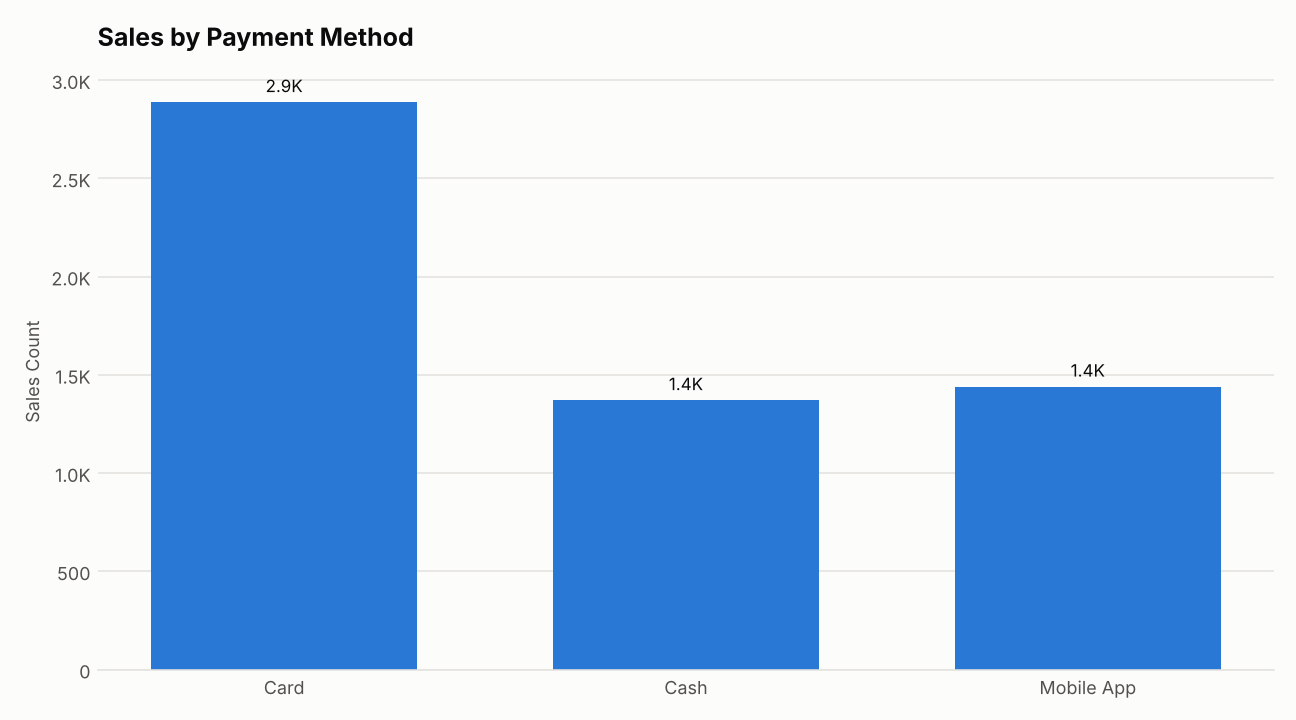 Sales by Payment Method
Sales Count
3.0K
2.5K
2.0K
1.5K
1.0K
500
0
2.9K
1.4K
1.4K
Card
Cash
Mobile App